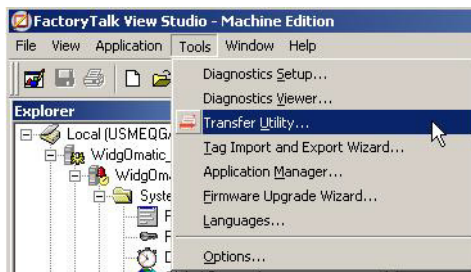 FactoryTalk View Studio - Machine Edition
File View Application Tools Window Help
Diagnostics Setup...
Diagnostics Viewer...
Explorer
Transfer Utility...
Local (USMEQGA
Tag Import and Export Wizard...
WidgOmatic_
Application Manager...
WidgOm
Firmware Upgrade Wizard...
Syste
Languages...
F
F
Options...
D